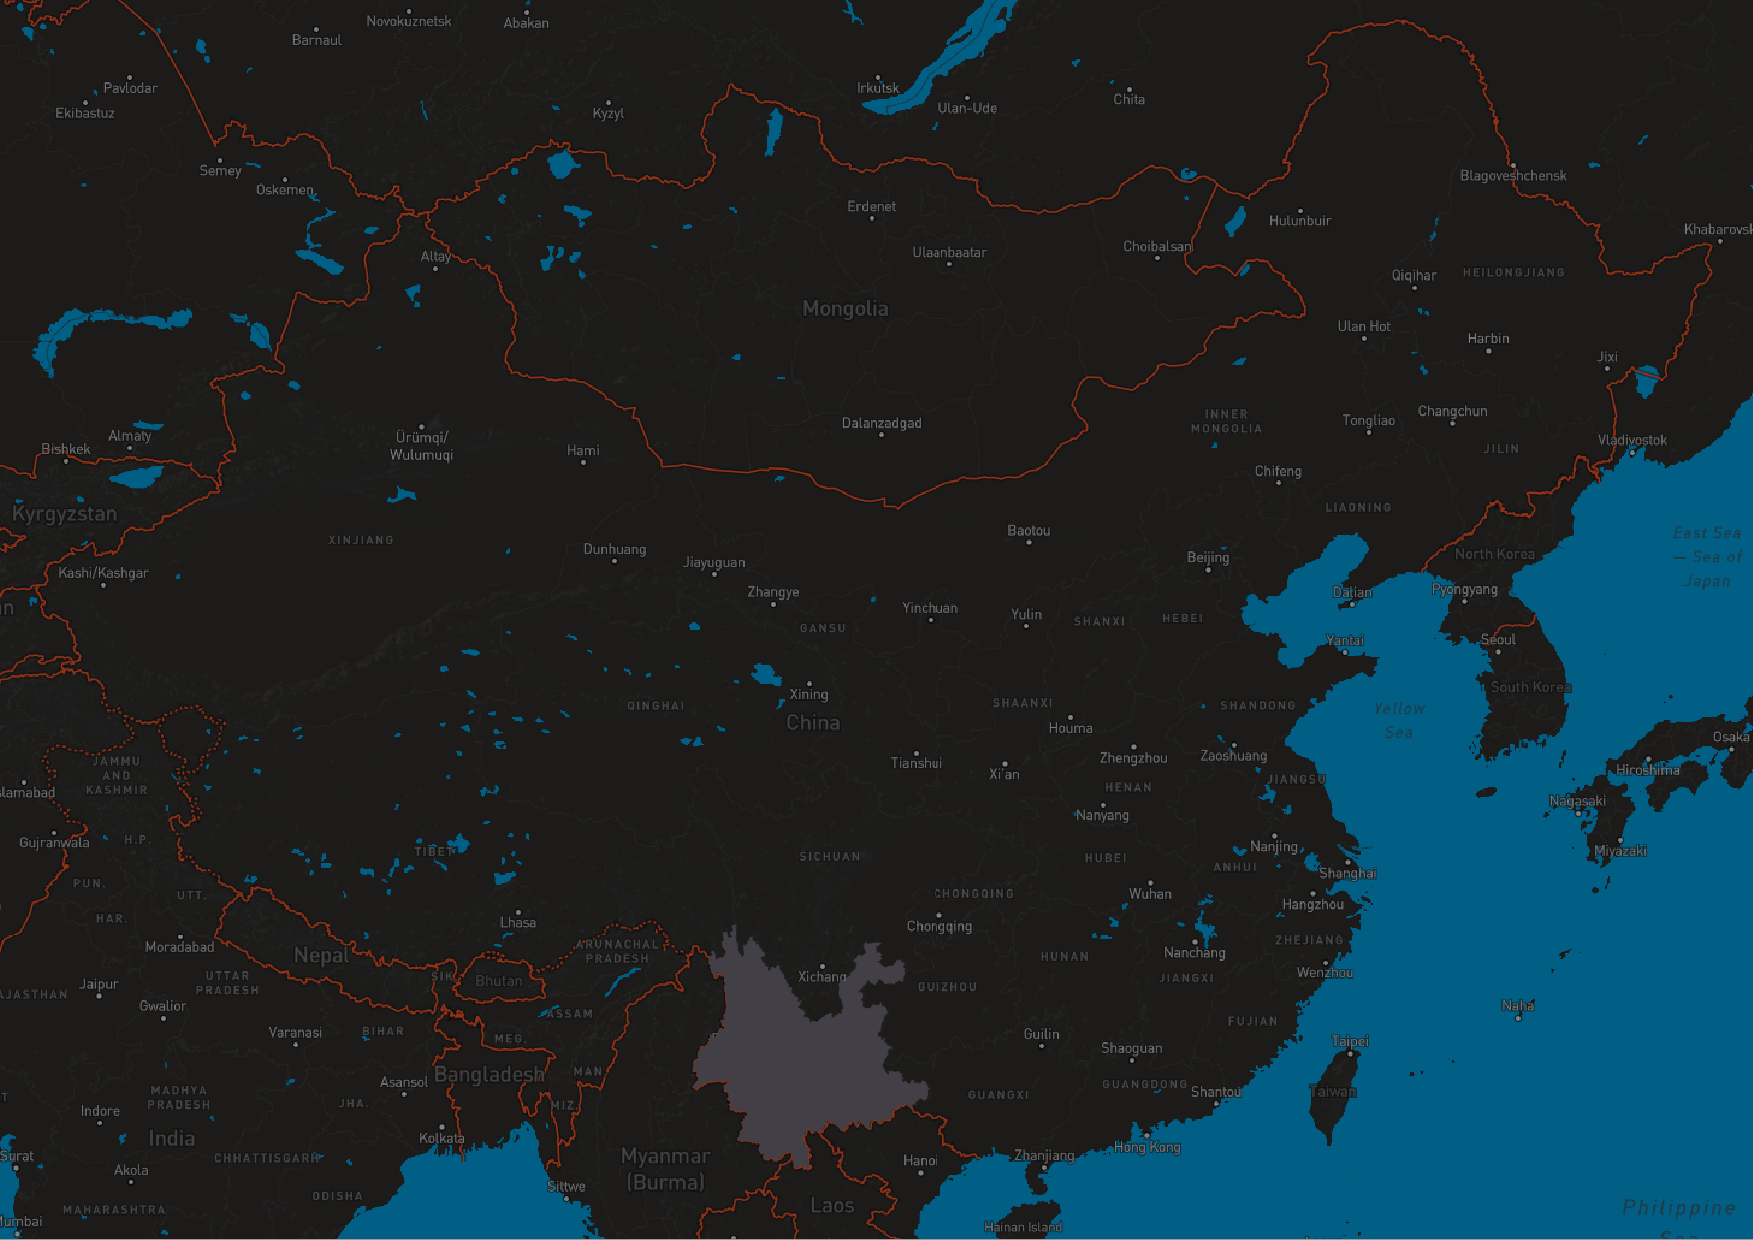 Novokuznetsk
Abakan
Barnaul
Pavlodar
Ekibastuz
Kyzyl
Irkutsk
Ulan-Ude
Chita
Semey
Oskemen
Blagoveshchensk
Erdenet
Hulunbuir
Khabarovsk
Altay
Ulaanbaatar
Choibalsan
Qiqihar
HEILONGJIANG
Mongolia
Ulan Hot
Harbin
Jixi
INNER
MONGOLIA
Tongliao
Changchun
Dalanzadgad
Almaty
Bishkek
Ürümqi/
Wulumuqi
Hami
Vladivostok
JILIN
Chifeng
Kyrgyzstan
LIAONING
XINJIANG
Baotou
East Sea
— Sea of
Japan
Dunhuang
Jiayuguan
Beijing
North Korea
Kashi/Kashgar
Zhangye
Dalian
Pyongyang
an
Yinchuan
Yulin
SHANXI
HEBEI
GANSU
Yantai
Seoul
Xining
South Korea
QINGHAI
SHAANXI
SHANDONG
Yellow
Sea
China
Houma
Osaka
JAMMU
AND
KASHMIR
Tianshui
Xi'an
Zhengzhou
Zaoshuang
Hiroshima
JIANGSU
HENAN
slamabad
Nagasaki
Nanyang
Gujranwala
H.P.
TIBET
SICHUAN
HUBEI
Nanjing
ANHUI
Miyazaki
Shanghai
PUN.
UTT.
CHONGQING
Wuhan
Hangzhou
HAR.
Lhasa
Chongqing
Moradabad
Nepal
ARUNACHAL
PRADESH
ZHEJIANG
HUNAN
Nanchang
JIANGXI
Wenzhou
UTTAR
PRADESH
SIK.
Bhutan
Xichang
GUIZHOU
Jaipur
AJASTHAN
Gwalior
ASSAM
Naha
FUJIAN
Varanasi
BIHAR
MEG.
Guilin
Shaoguan
Taipei
Asansol
Bangladesh
MAN.
GUANGXI
GUANGDONG
Shantou
Taiwan
MADHYA
PRADESH
T
Indore
JHA.
MIZ.
India
Kolkata
Hong Kong
Surat
CHHATTISGARH
Myanmar
(Burma)
Hanoi
Zhanjiang
Akola
Sittwe
ODISHA
Laos
MAHARASHTRA
Mumbai
Hainan Island
Philippine
Sea